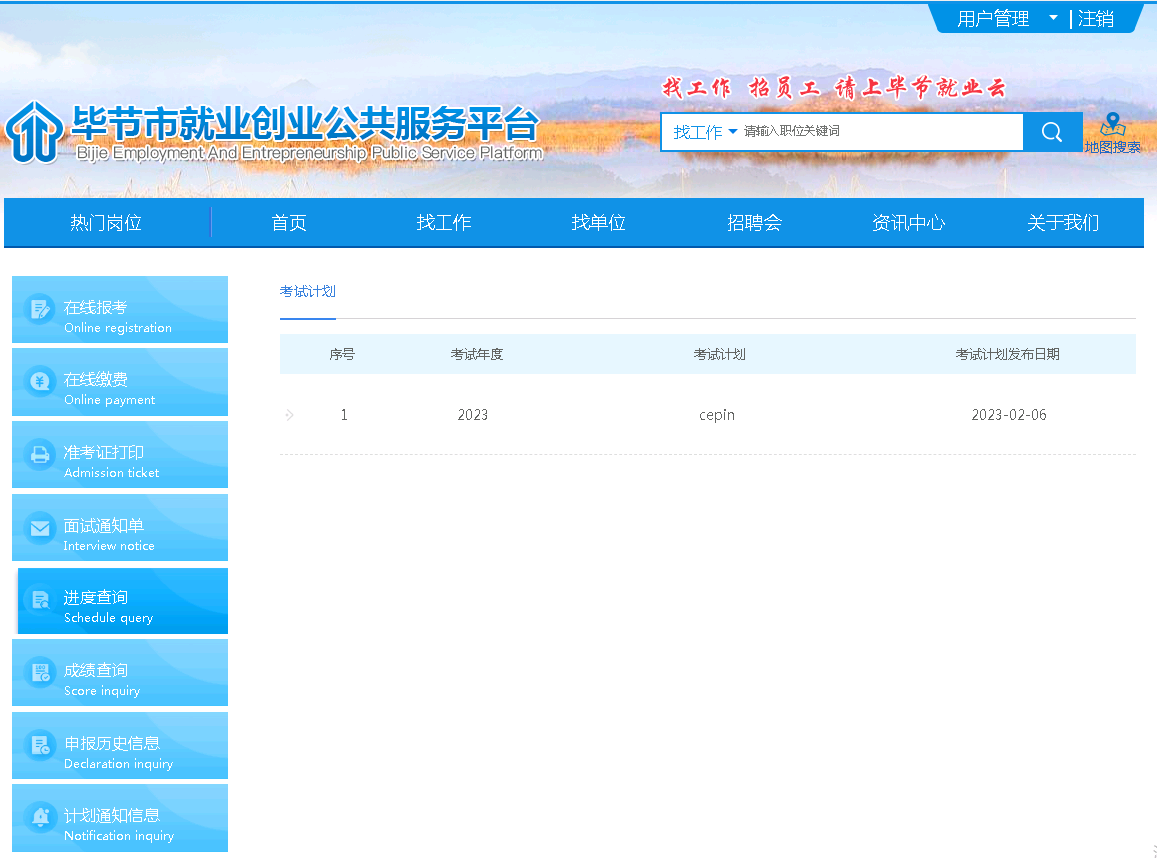 用户管理 | 注销
找工作 招员工 请上毕节就业云
毕节市就业创业公共服务平台
Bijie Employment And Entrepreneurship Public Service Platform
找工作 请输入职位关键词
地图搜索
热门岗位 首页 找工作 找单位 招聘会 资讯中心 关于我们
在线报考
Online registration
在线缴费
Online payment
准考证打印
Admission ticket
面试通知单
Interview notice
进度查询
Schedule query
成绩查询
Score inquiry
申报历史信息
Declaration inquiry
计划通知信息
Notification inquiry
考试计划
序号 考试年度 考试计划 考试计划发布日期
1 2023 cepin 2023-02-06